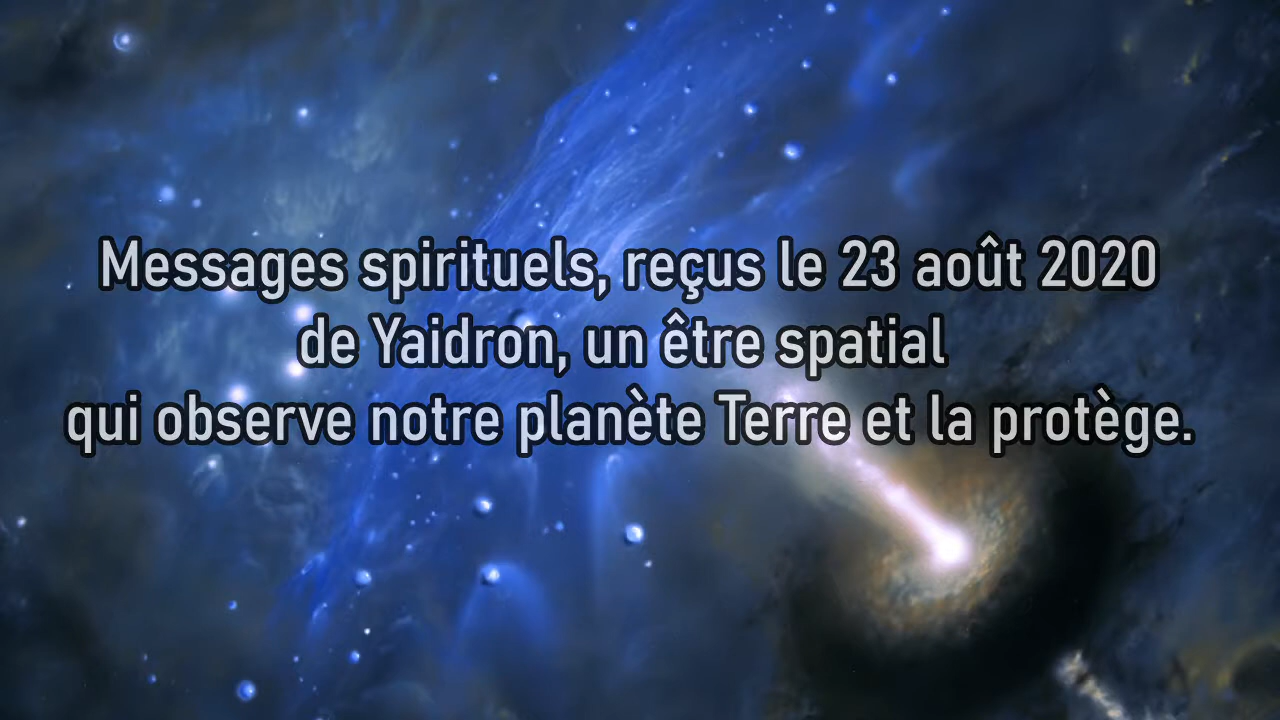 Messages spirituels, reçus le 23 août 2020
de Yaidron, un être spatial
qui observe notre planète Terre et la protège.